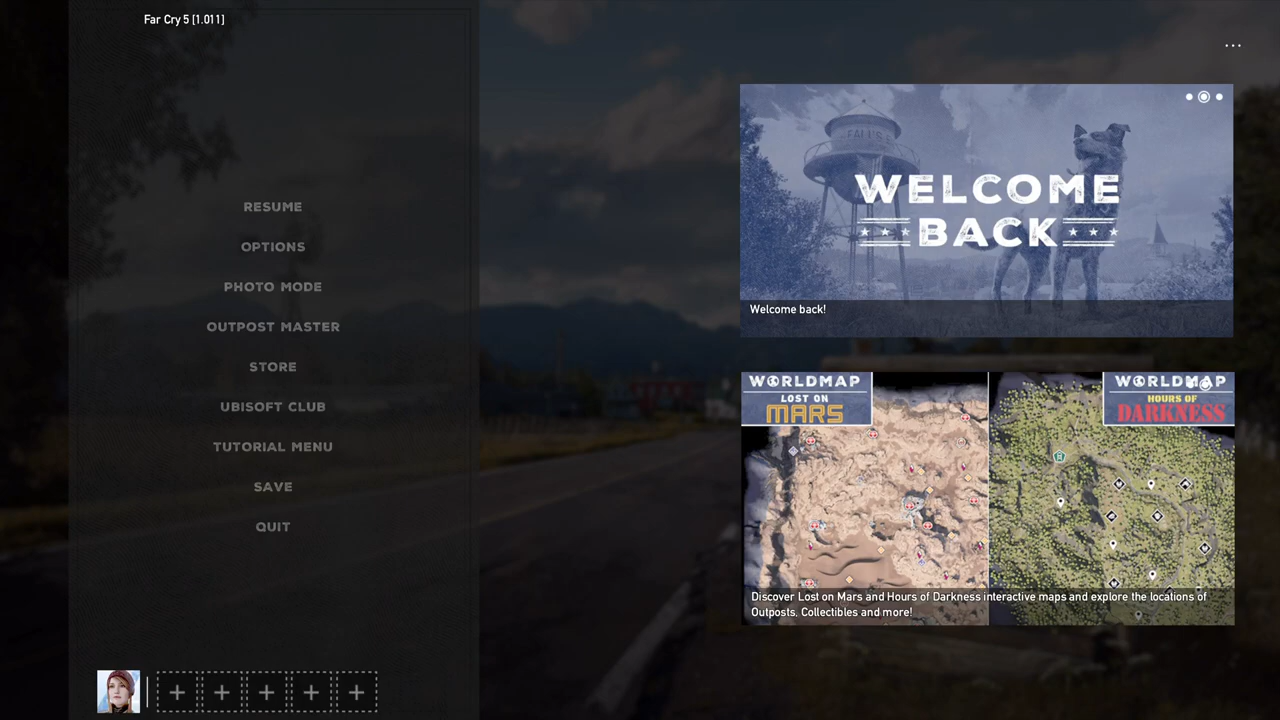 Far Cry 5 [1.011]
RESUME
OPTIONS
PHOTO MODE
OUTPOST MASTER
STORE
UBISOFT CLUB
TUTORIAL MENU
SAVE
QUIT
FALL'S
WELCOME
BACK
Welcome back!
WORLDMAP
LOST ON
MARS
WORLDMAP
HOURS OF
DARKNESS
Discover Lost on Mars and Hours of Darkness interactive maps and explore the locations of
Outposts, Collectibles and more!